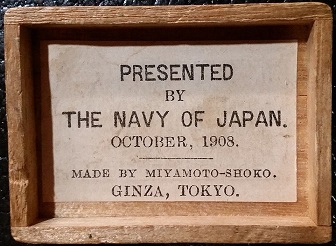 PRESENTED
BY
THE NAVY OF JAPAN.
OCTOBER, 1908.
MADE BY MIYAMOTO-SHOKO.
GINZA, TOKYO.